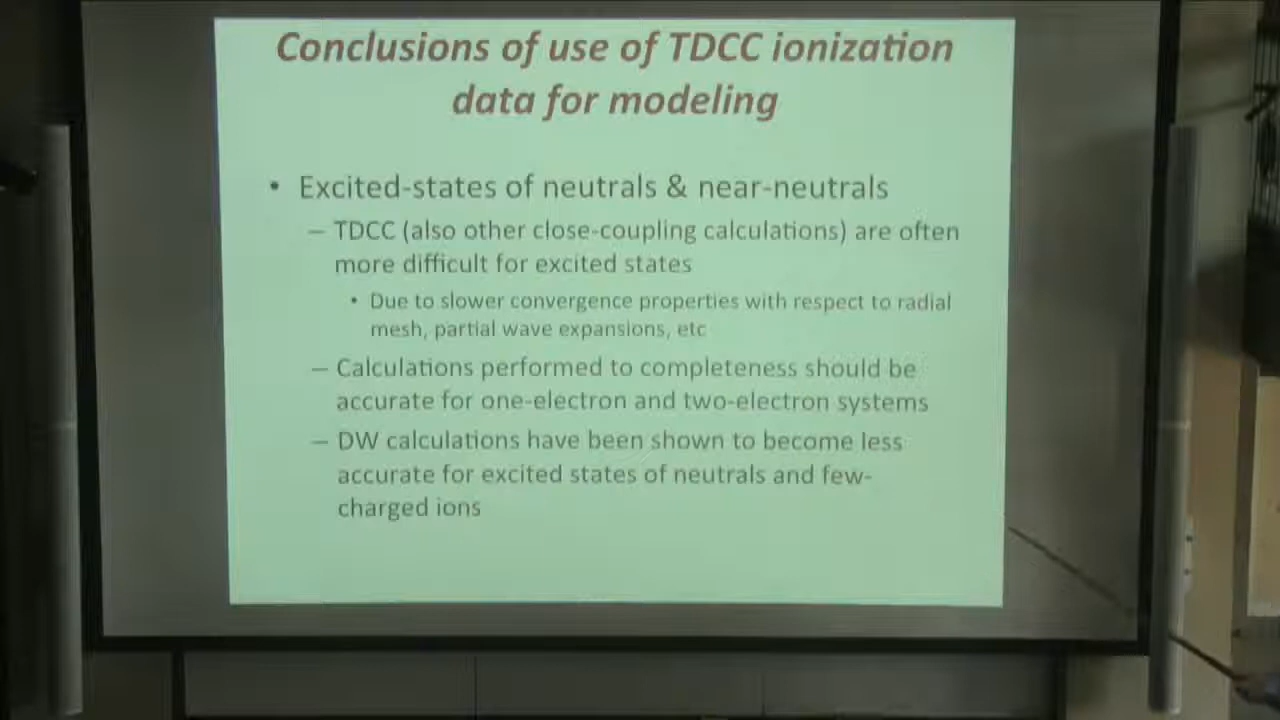 Conclusions of use of TDCC ionization
data for modeling
• Excited-states of neutrals & near-neutrals
– TDCC (also other close-coupling calculations) are often
more difficult for excited states
• Due to slower convergence properties with respect to radial
mesh, partial wave expansions, etc
– Calculations performed to completeness should be
accurate for one-electron and two-electron systems
– DW calculations have been shown to become less
accurate for excited states of neutrals and few-
charged ions